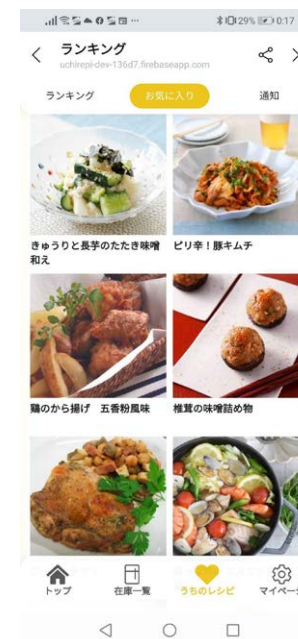 29% 0:17
ランキング
uchirepi-dev-136d7.firebaseapp.com
ランキング お気に入り 通知
きゅうりと長芋のたたき味噌
和え
ピリ辛！豚キムチ
鶏のから揚げ 五香粉風味
椎茸の味噌詰め物
トップ 在庫一覧 うちのレシピ マイペー